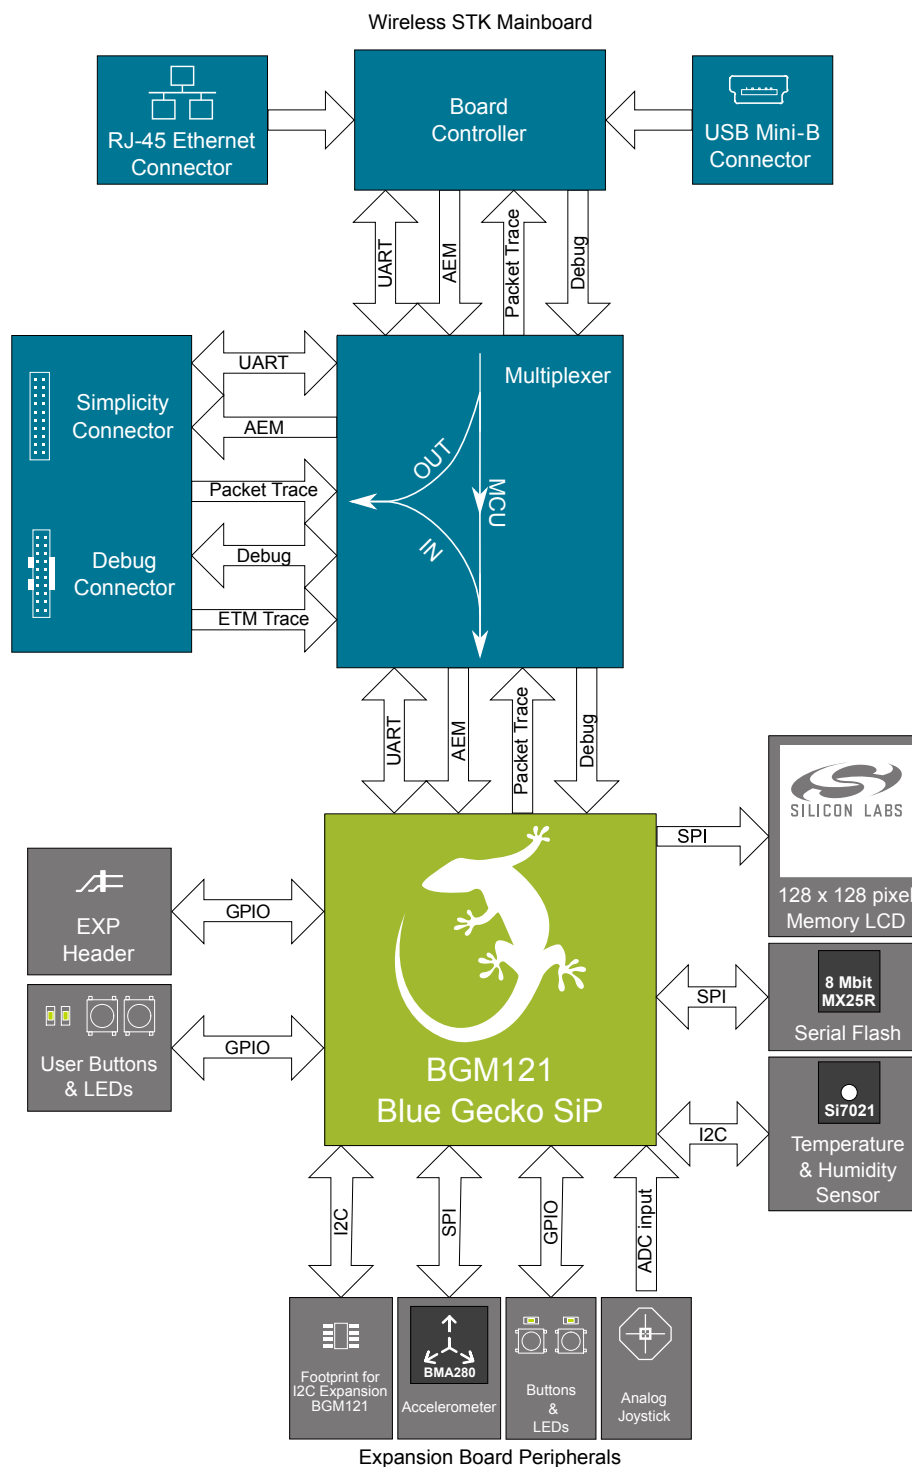 Wireless STK Mainboard
RJ-45 Ethernet
Connector
Board
Controller
USB Mini-B
Connector
UART
AEM
Packet Trace
Debug
Simplicity
Connector
Debug
Connector
UART
AEM
Packet Trace
Debug
ETM Trace
Multiplexer
OUT
MCU
IN
UART
AEM
Packet Trace
Debug
SILICON LABS
128 x 128 pixel
Memory LCD
SPI
EXP
Header
GPIO
8 Mbit
MX25R
Serial Flash
SPI
User Buttons
& LEDs
GPIO
BGM121
Blue Gecko SiP
Si7021
Temperature
& Humidity
Sensor
I2C
I2C
SPI
GPIO
ADC input
Footprint for
I2C Expansion
BGM121
BMA280
Accelerometer
Buttons
&
LEDs
Analog
Joystick
Expansion Board Peripherals